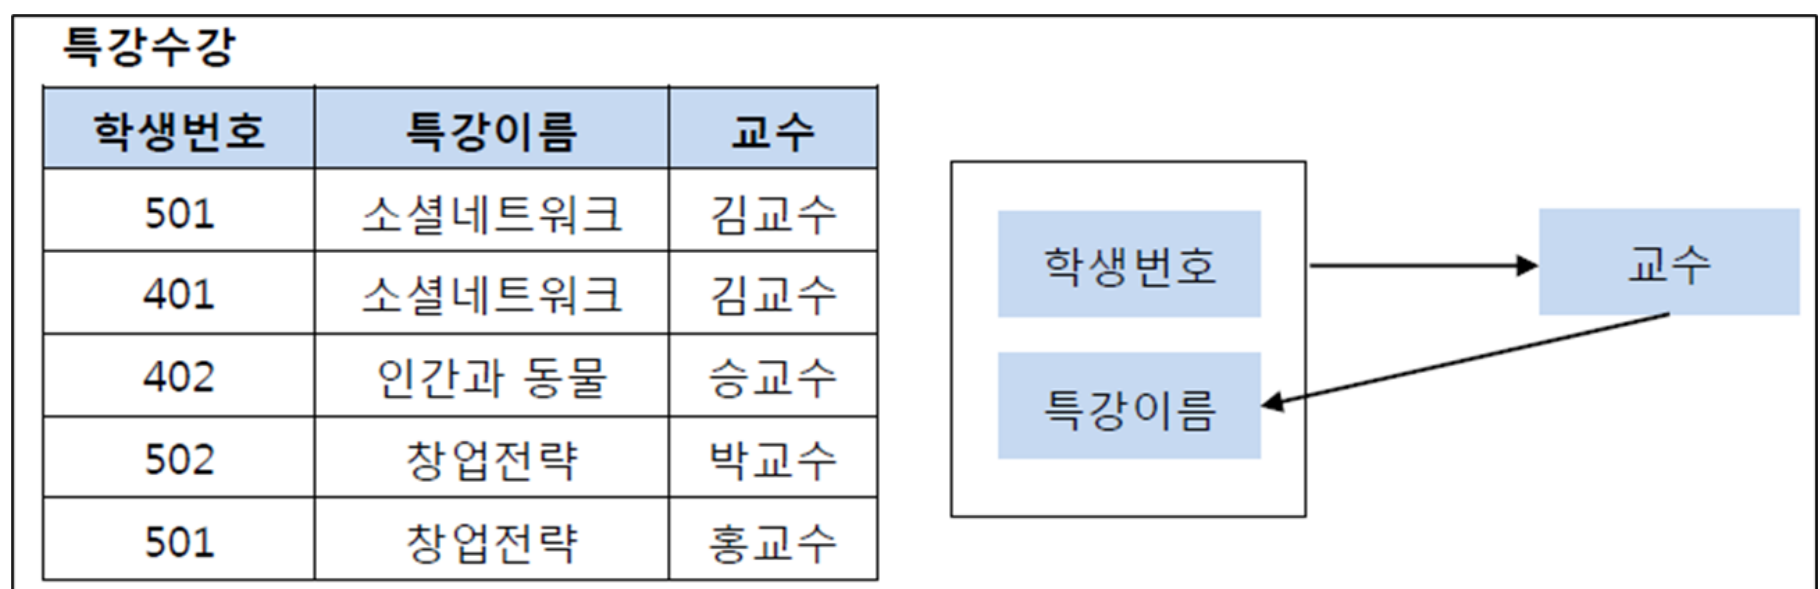 특강수강
학생번호 특강이름 교수
501 소셜네트워크 김교수
401 소셜네트워크 김교수
402 인간과 동물 승교수
502 창업전략 박교수
501 창업전략 홍교수
학생번호 교수
특강이름